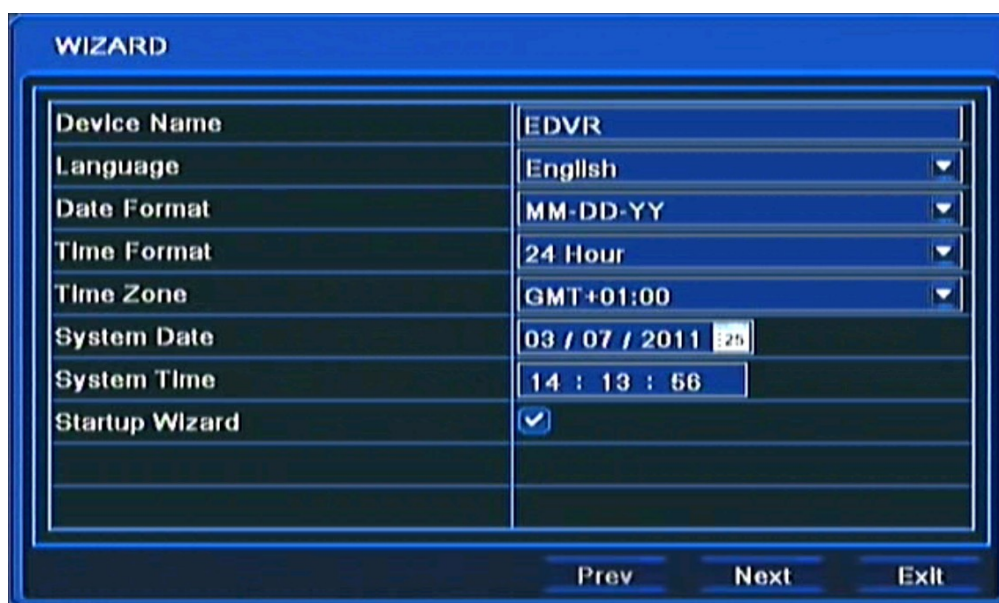 WIZARD
Device Name EDVR
Language English
Date Format MM-DD-YY
Time Format 24 Hour
Time Zone GMT+01:00
System Date 03 / 07 / 2011 25
System Time 14 : 13 : 56
Startup Wizard
Prev Next Exit